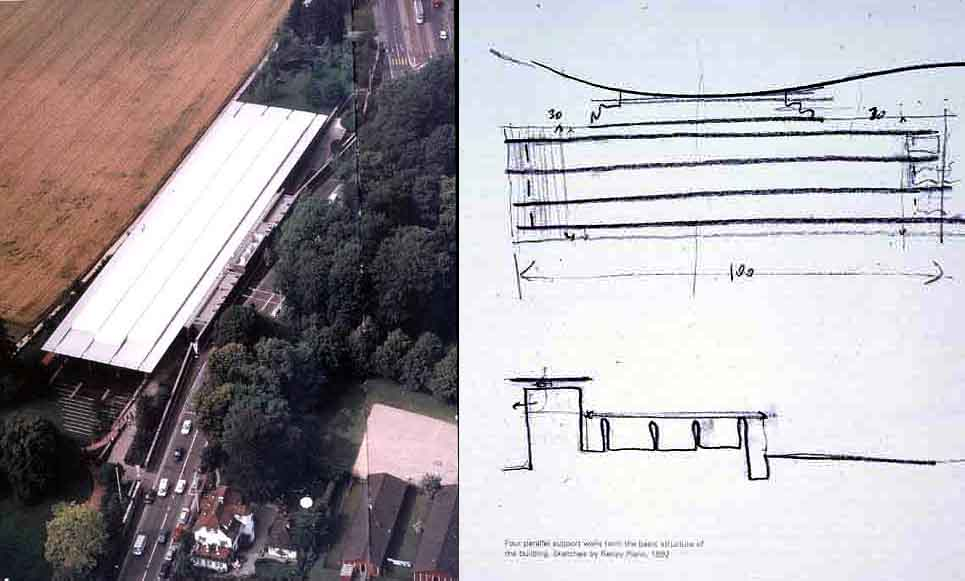 30 30
100
Four parallel support walls form the basic structure of
the building. Sketches by Renzo Piano, 1992